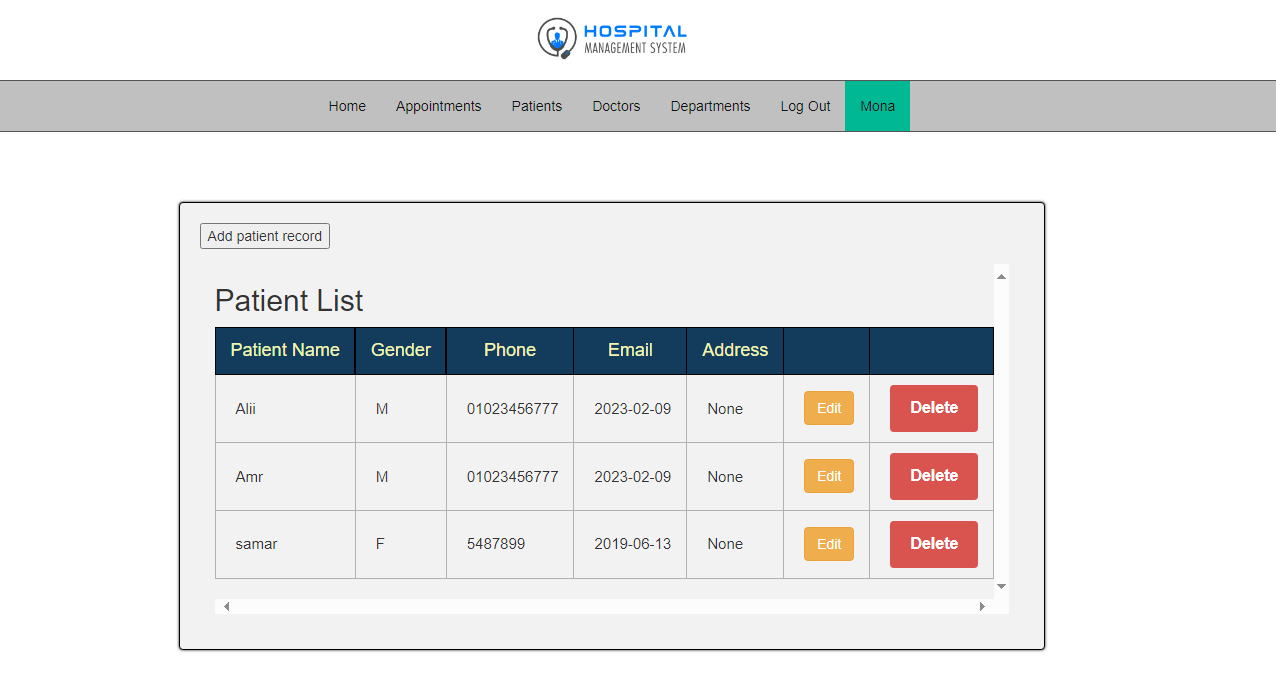 HOSPITAL
MANAGEMENT SYSTEM
Home Appointments Patients Doctors Departments Log Out Mona
Add patient record
Patient List
Patient Name Gender Phone Email Address
Alii M 01023456777 2023-02-09 None Edit Delete
Amr M 01023456777 2023-02-09 None Edit Delete
samar F 5487899 2019-06-13 None Edit Delete